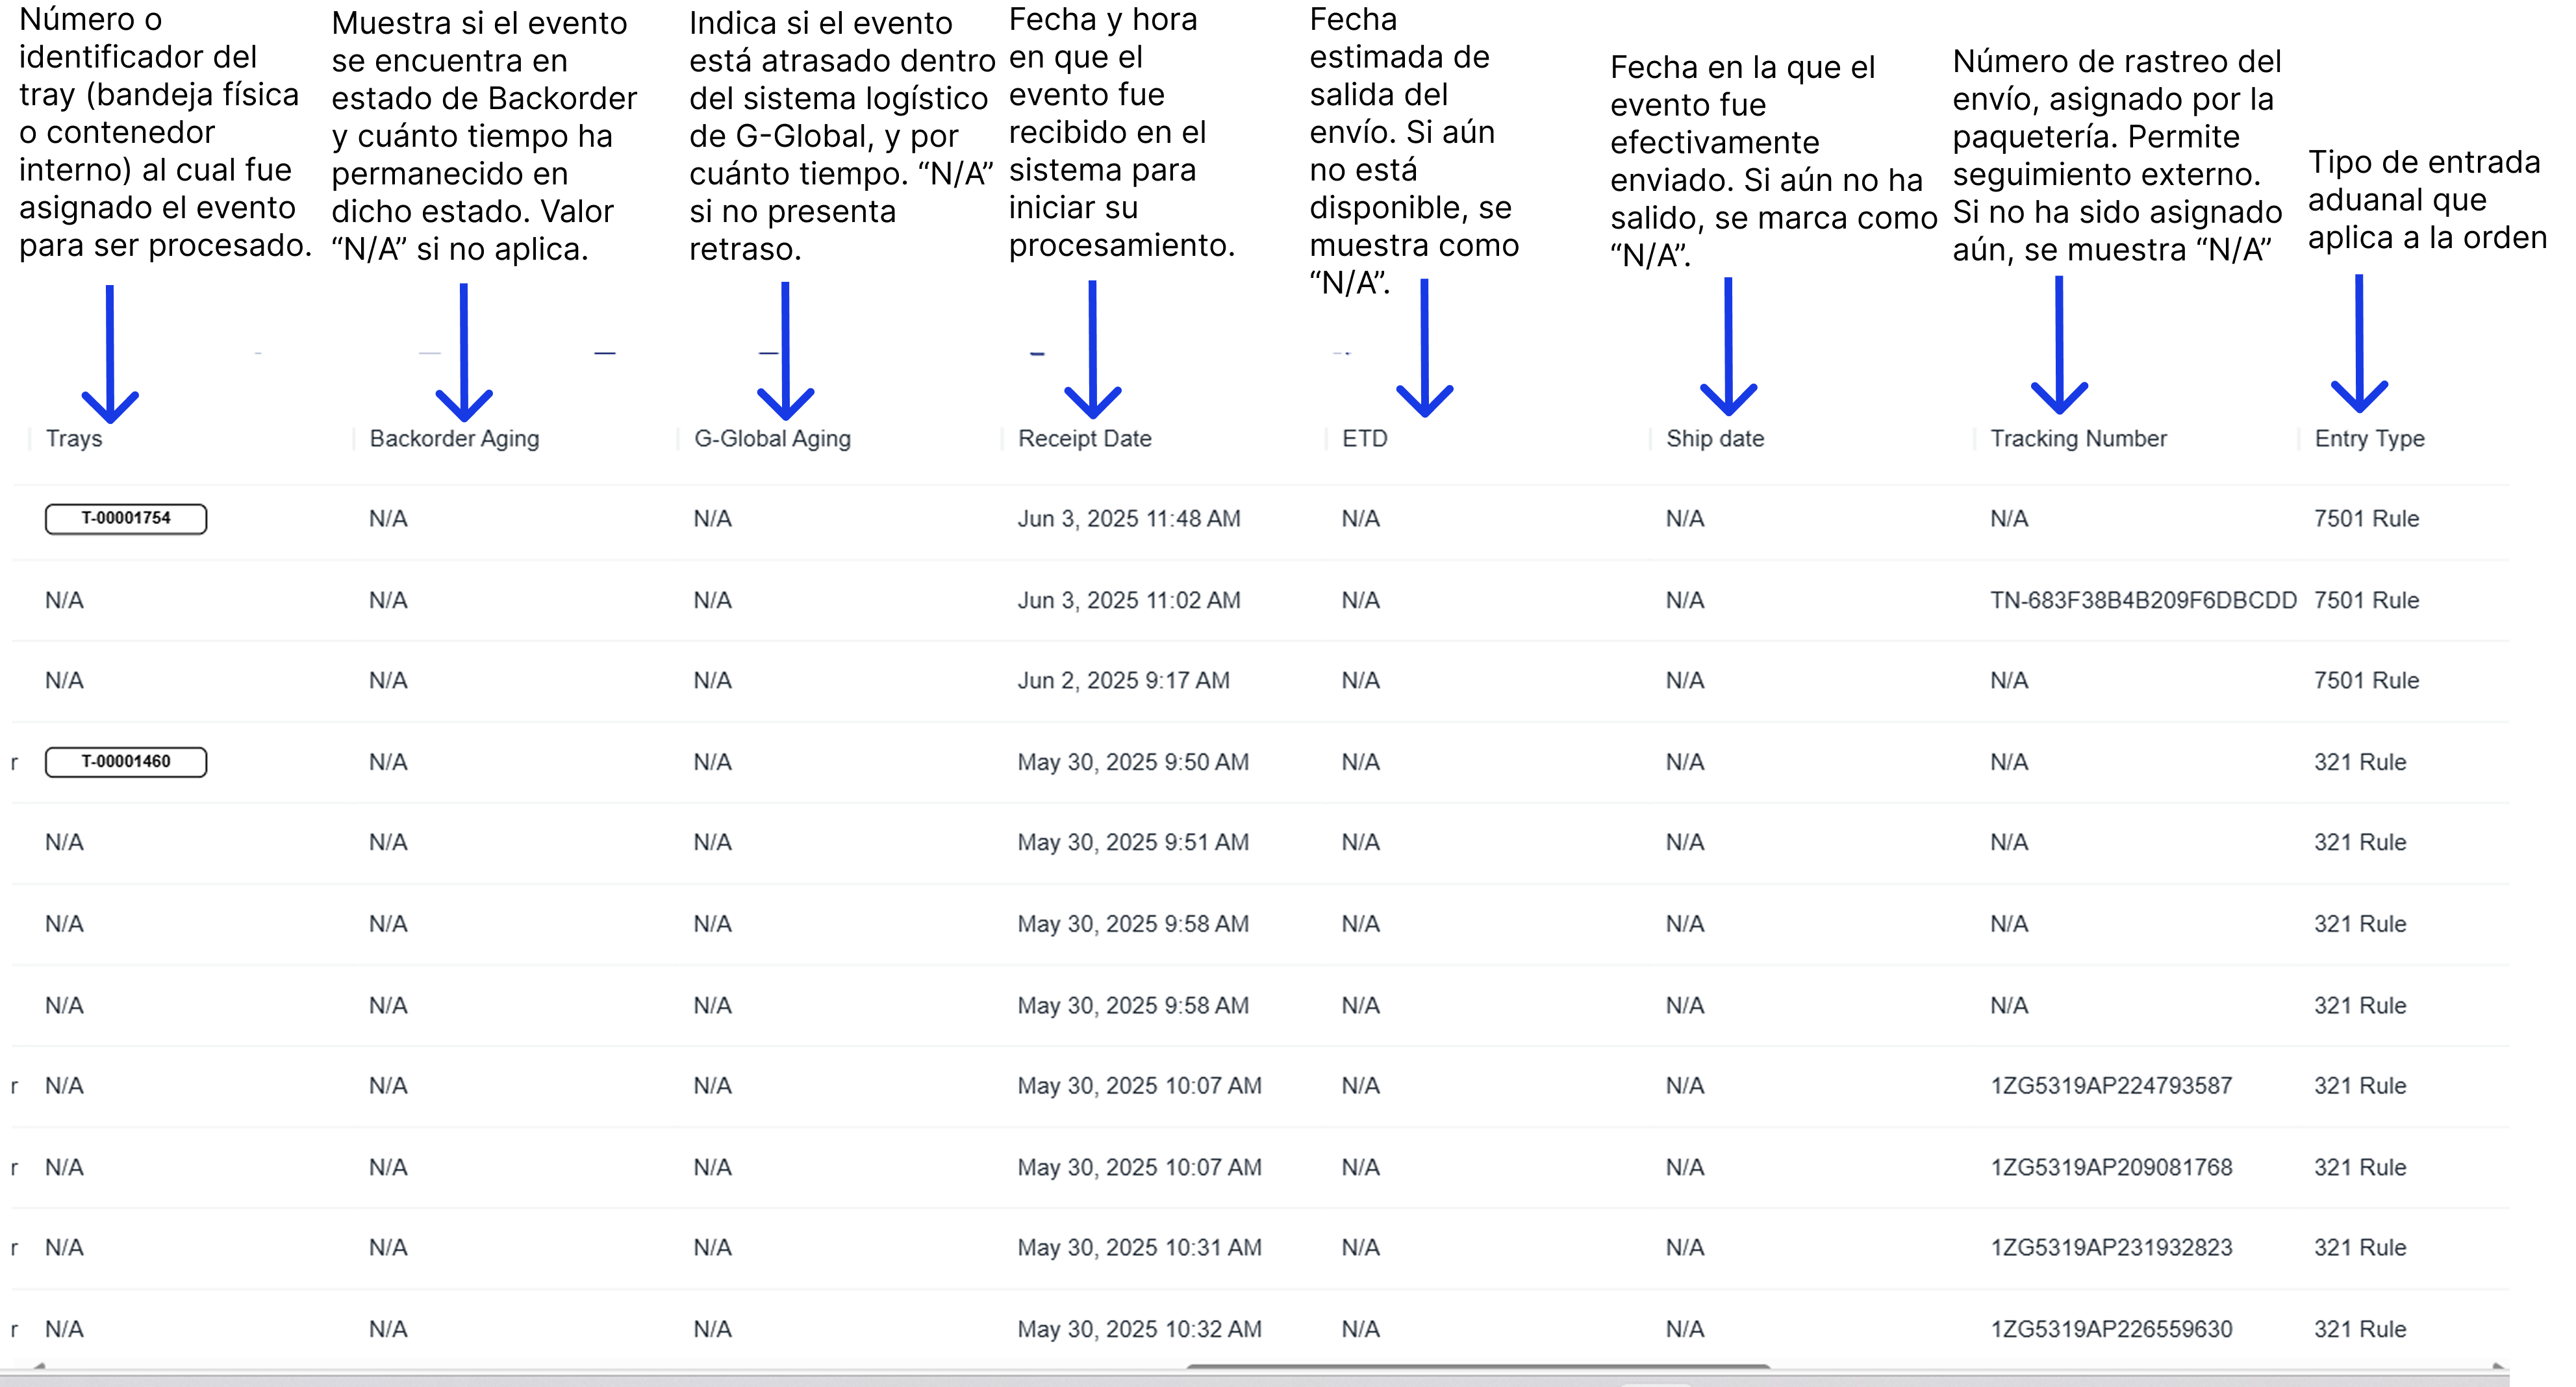 Número o
identificador del
tray (bandeja física
o contenedor
interno) al cual fue
asignado el evento
para ser procesado.
Muestra si el evento
se encuentra en
estado de Backorder
y cuánto tiempo ha
permanecido en
dicho estado. Valor
“N/A” si no aplica.
Indica si el evento
está atrasado dentro
del sistema logístico
de G-Global, y por
cuánto tiempo. “N/A”
si no presenta
retraso.
Fecha y hora
en que el
evento fue
recibido en el
sistema para
iniciar su
procesamiento.
Fecha
estimada de
salida del
envío. Si aún
no está
disponible, se
muestra como
“N/A”.
Fecha en la que el
evento fue
efectivamente
enviado. Si aún no ha
salido, se marca como
“N/A”.
Número de rastreo del
envío, asignado por la
paquetería. Permite
seguimiento externo.
Si no ha sido asignado
aún, se muestra “N/A”
Tipo de entrada
aduanal que
aplica a la orden
Trays Backorder Aging G-Global Aging Receipt Date ETD Ship date Tracking Number Entry Type
T-00001754 N/A N/A Jun 3, 2025 11:48 AM N/A N/A N/A 7501 Rule
N/A N/A N/A Jun 3, 2025 11:02 AM N/A N/A TN-683F38B4B209F6DBCDD 7501 Rule
N/A N/A N/A Jun 2, 2025 9:17 AM N/A N/A N/A 7501 Rule
r T-00001460 N/A N/A May 30, 2025 9:50 AM N/A N/A N/A 321 Rule
N/A N/A N/A May 30, 2025 9:51 AM N/A N/A N/A 321 Rule
N/A N/A N/A May 30, 2025 9:58 AM N/A N/A N/A 321 Rule
N/A N/A N/A May 30, 2025 9:58 AM N/A N/A N/A 321 Rule
r N/A N/A N/A May 30, 2025 10:07 AM N/A N/A 1ZG5319AP224793587 321 Rule
r N/A N/A N/A May 30, 2025 10:07 AM N/A N/A 1ZG5319AP209081768 321 Rule
r N/A N/A N/A May 30, 2025 10:31 AM N/A N/A 1ZG5319AP231932823 321 Rule
r N/A N/A N/A May 30, 2025 10:32 AM N/A N/A 1ZG5319AP226559630 321 Rule